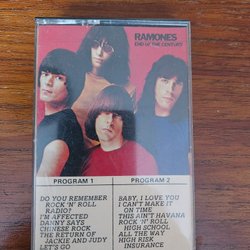 RAMONES
END OF THE CENTURY
PROGRAM 1
DO YOU REMEMBER
ROCK 'N' ROLL
RADIO?
I'M AFFECTED
DANNY SAYS
CHINESE ROCK
THE RETURN OF
JACKIE AND JUDY
LET'S GO
PROGRAM 2
BABY, I LOVE YOU
I CAN'T MAKE IT
ON TIME
THIS AIN'T HAVANA
ROCK 'N' ROLL
HIGH SCHOOL
ALL THE WAY
HIGH RISK
INSURANCE